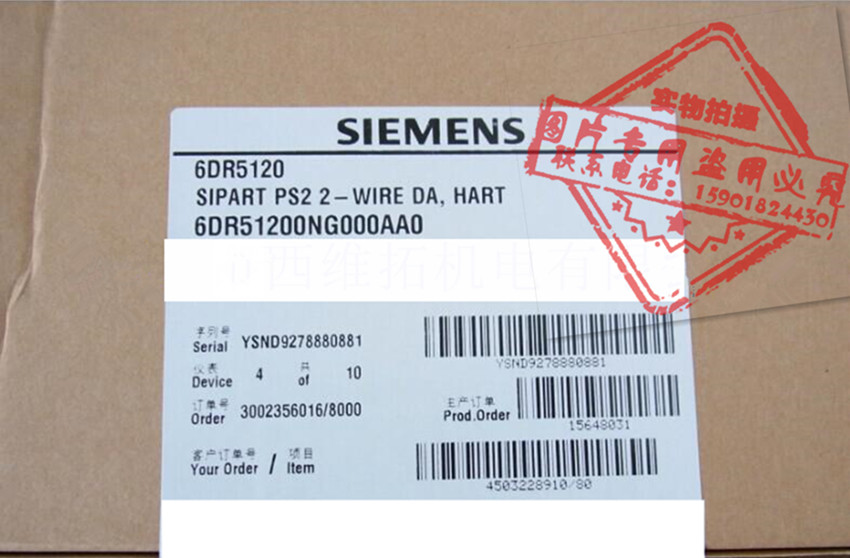 SIEMENS
6DR5120
SIPART PS2 2-WIRE DA, HART
6DR51200NG000AA0
西维拓机电有限
序列号
Serial YSND9278880881
YSND9278880881
仪表 共
Device 4 of 10
订单号
Order 3002356016/8000
生产订单
Prod.Order
15648031
客户订单号 项目
Your Order / Item
4503228910/80
实物拍摄
图片专用 盗用必究
联系电话: 15901824430